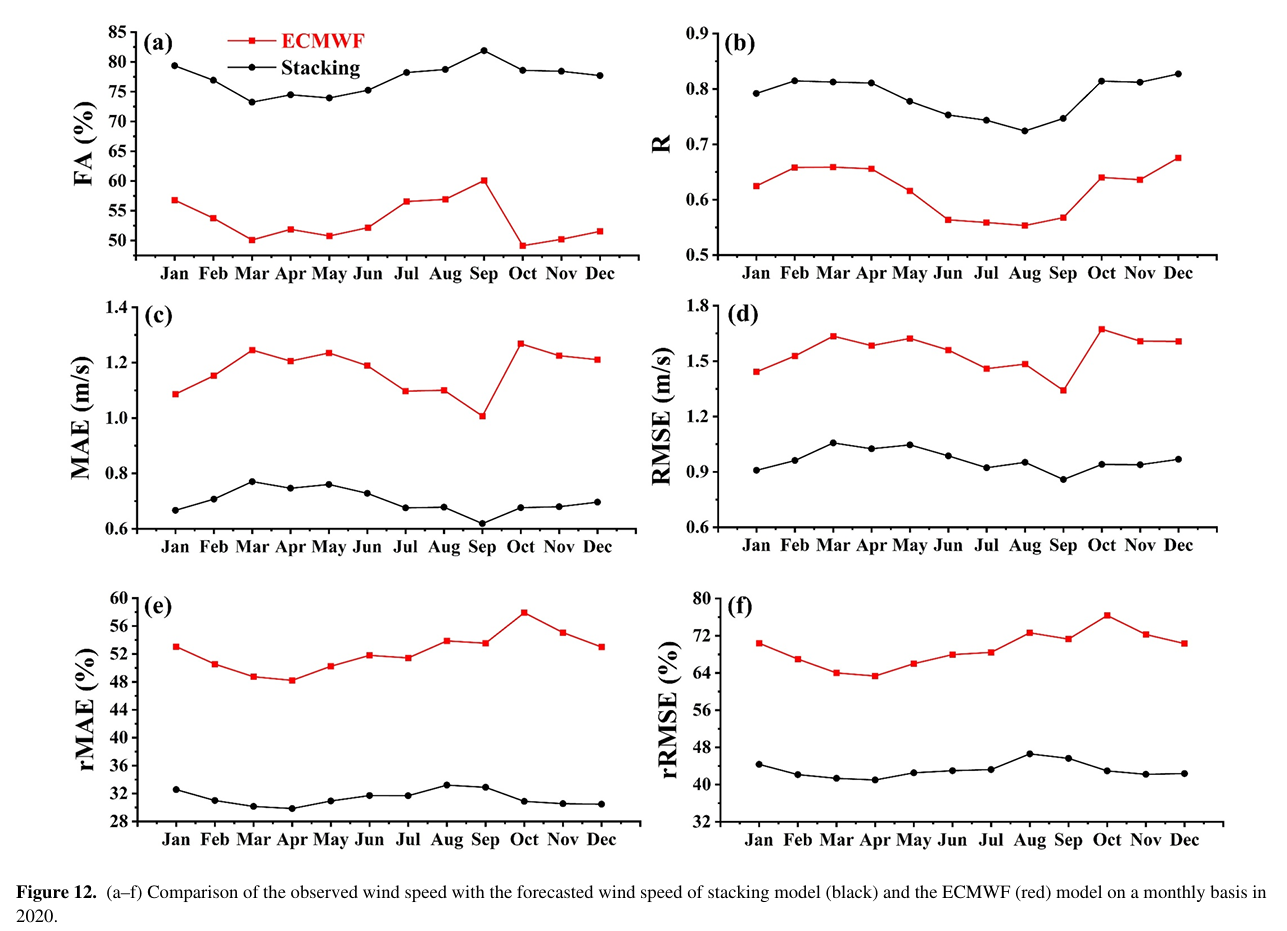 (a)
ECMWF
Stacking
FA (%)
85
80
75
70
65
60
55
50
Jan Feb Mar Apr May Jun Jul Aug Sep Oct Nov Dec
(b)
R
0.9
0.8
0.7
0.6
0.5
Jan Feb Mar Apr May Jun Jul Aug Sep Oct Nov Dec
(c)
MAE (m/s)
1.4
1.2
1.0
0.8
0.6
Jan Feb Mar Apr May Jun Jul Aug Sep Oct Nov Dec
(d)
RMSE (m/s)
1.8
1.5
1.2
0.9
0.6
Jan Feb Mar Apr May Jun Jul Aug Sep Oct Nov Dec
(e)
rMAE (%)
60
56
52
48
44
40
36
32
28
Jan Feb Mar Apr May Jun Jul Aug Sep Oct Nov Dec
(f)
rRMSE (%)
80
72
64
56
48
40
32
Jan Feb Mar Apr May Jun Jul Aug Sep Oct Nov Dec
Figure 12. (a–f) Comparison of the observed wind speed with the forecasted wind speed of stacking model (black) and the ECMWF (red) model on a monthly basis in
2020.